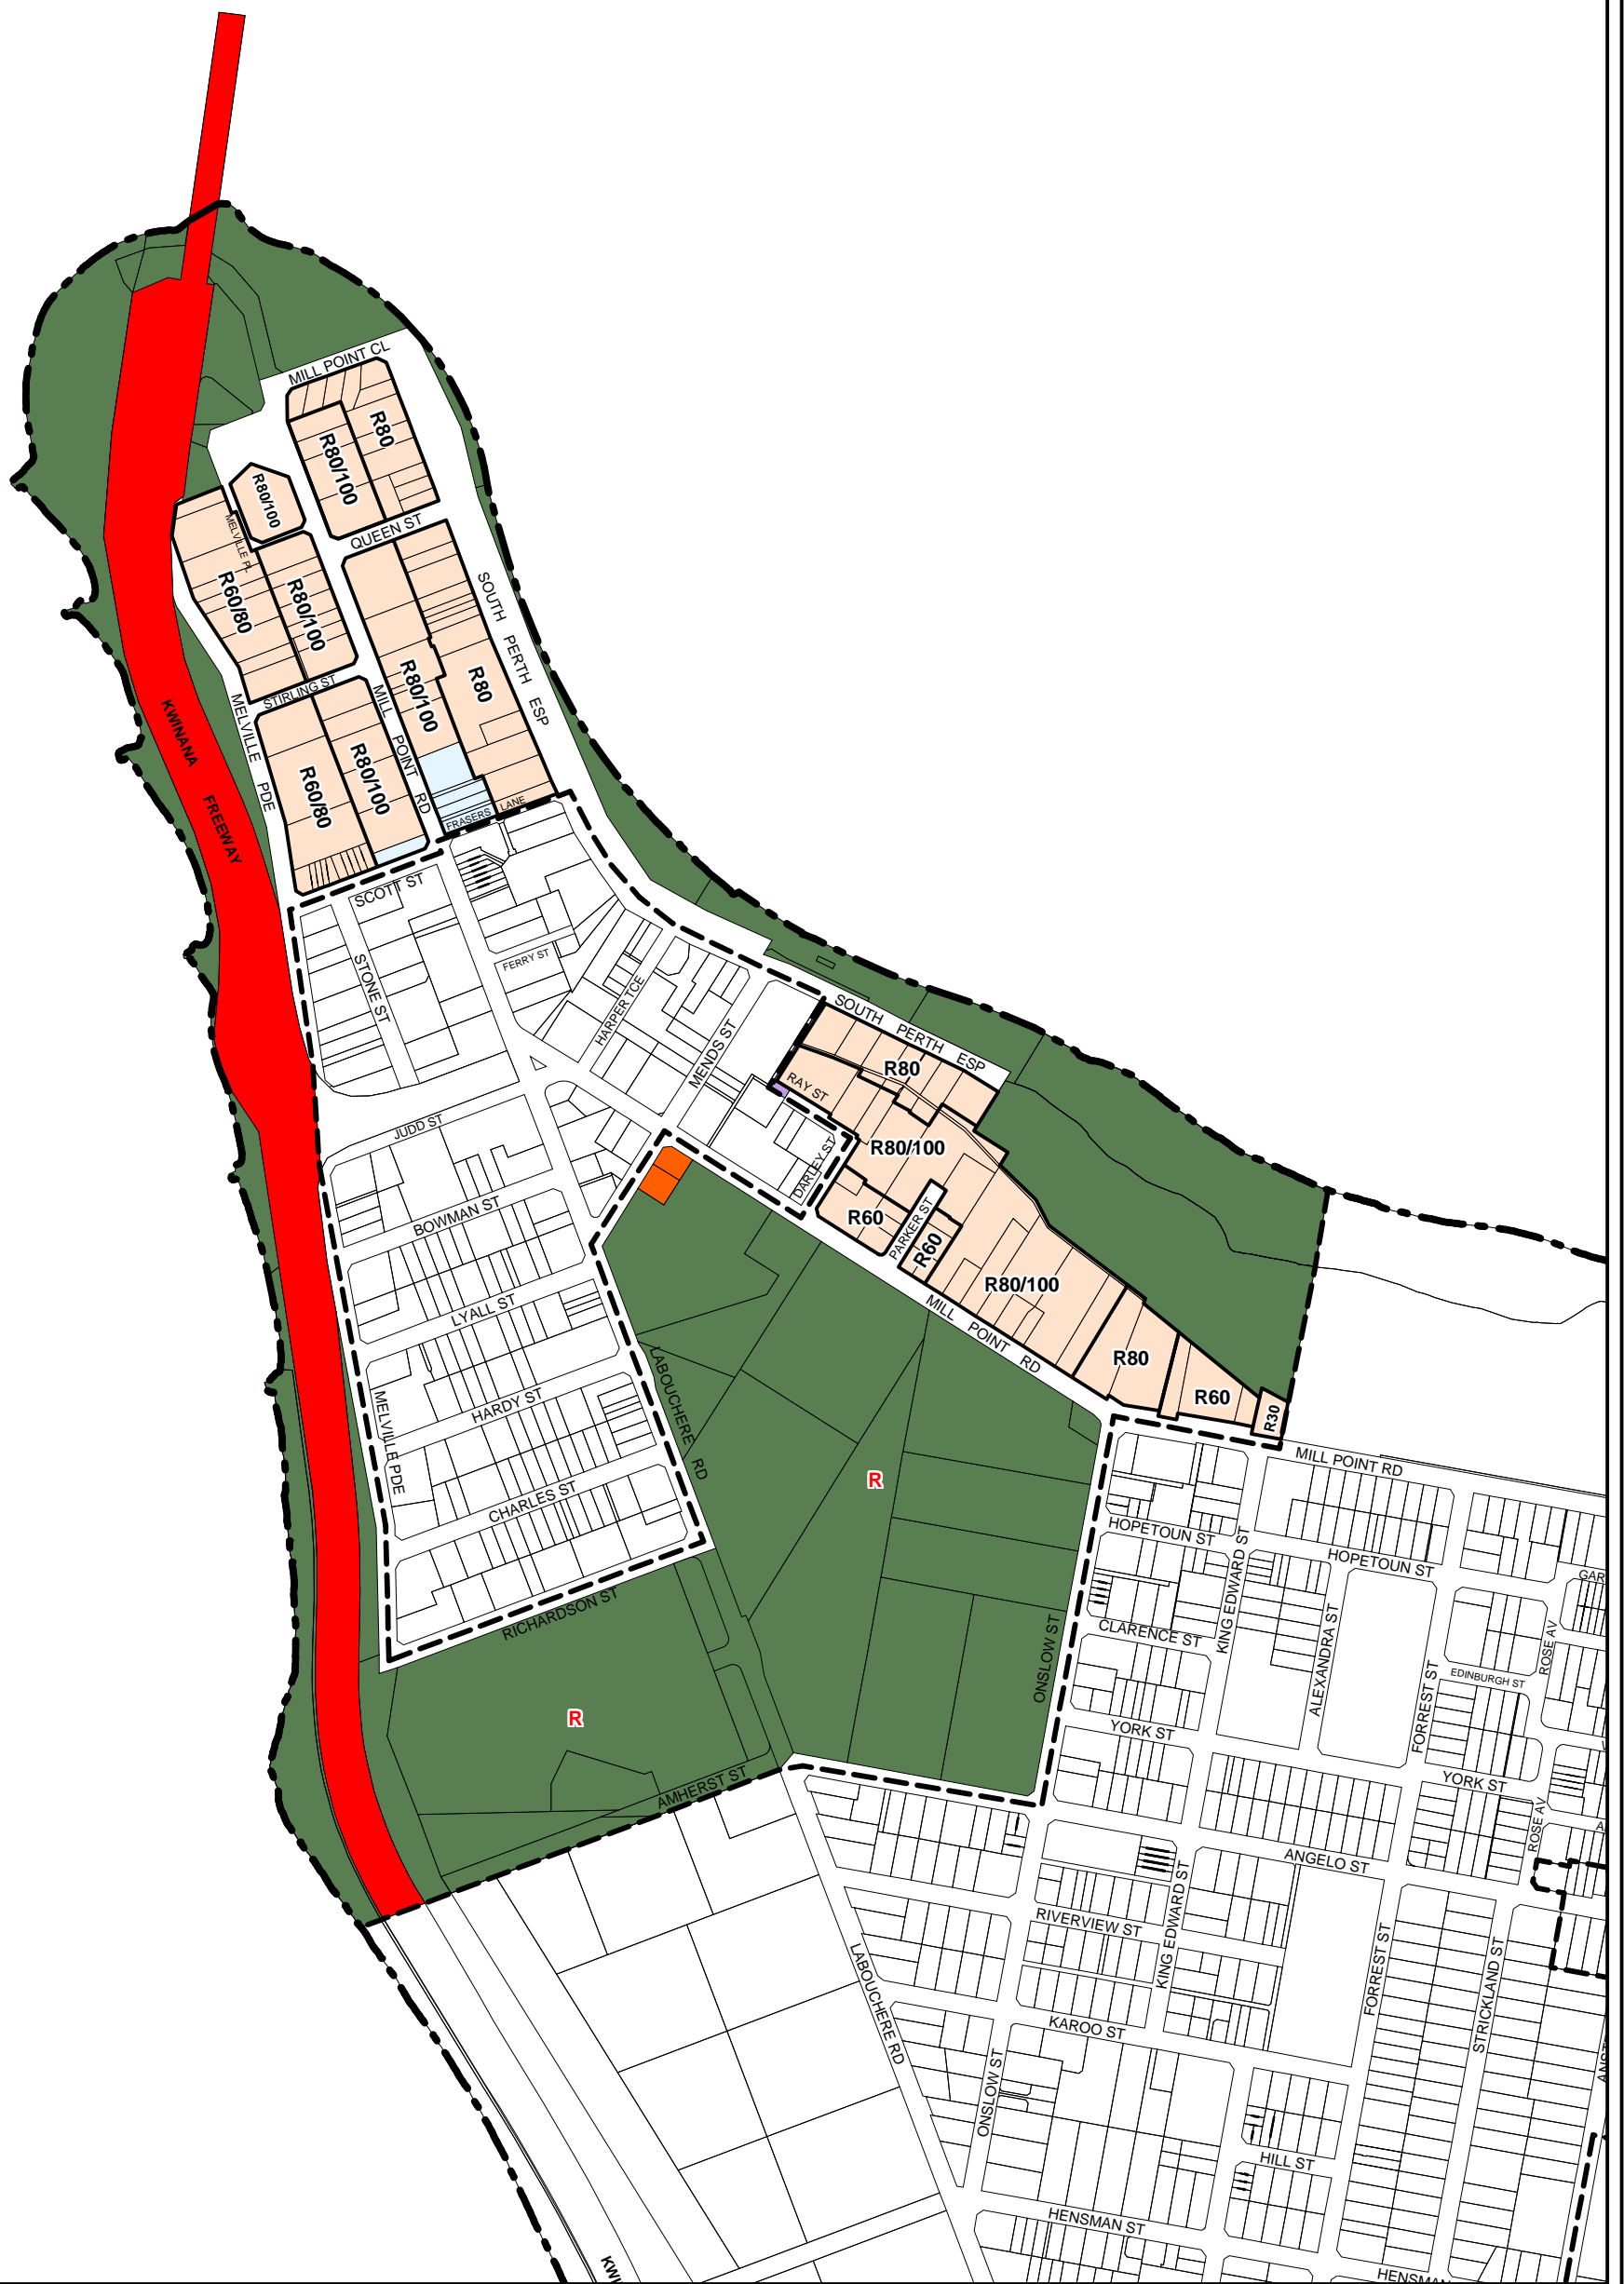 MILL POINT CL
R80
R80/100
R80/100
QUEEN ST
MELVILLE PL
R60/80
R80/100
SOUTH PERTH ESP
R80/100
R80
STIRLING ST
MILL POINT RD
MELVILLE PDE
KWINANA FREEWAY
R60/80
R80/100
FRASERS LANE
SCOTT ST
STONE ST
FERRY ST
HARPER TCE
MENDS ST
SOUTH PERTH ESP
R80
RAY ST
R80/100
DARLEY ST
R60
PARKER ST
R60
R80/100
JUDD ST
BOWMAN ST
LYALL ST
HARDY ST
CHARLES ST
MELVILLE PDE
LABOUCHERE RD
MILL POINT RD
R80
R60
R30
MILL POINT RD
R
HOPETOUN ST
HOPETOUN ST
KING EDWARD ST
GAR
CLARENCE ST
ALEXANDRA ST
ROSE AV
EDINBURGH ST
FORREST ST
RICHARDSON ST
ONSLOW ST
R
YORK ST
YORK ST
AMHERST ST
ROSE AV
A
ANGELO ST
KING EDWARD ST
RIVERVIEW ST
FORREST ST
STRICKLAND ST
LABOUCHERE RD
KAROO ST
ONSLOW ST
HILL ST
HENSMAN ST
HENSMAN